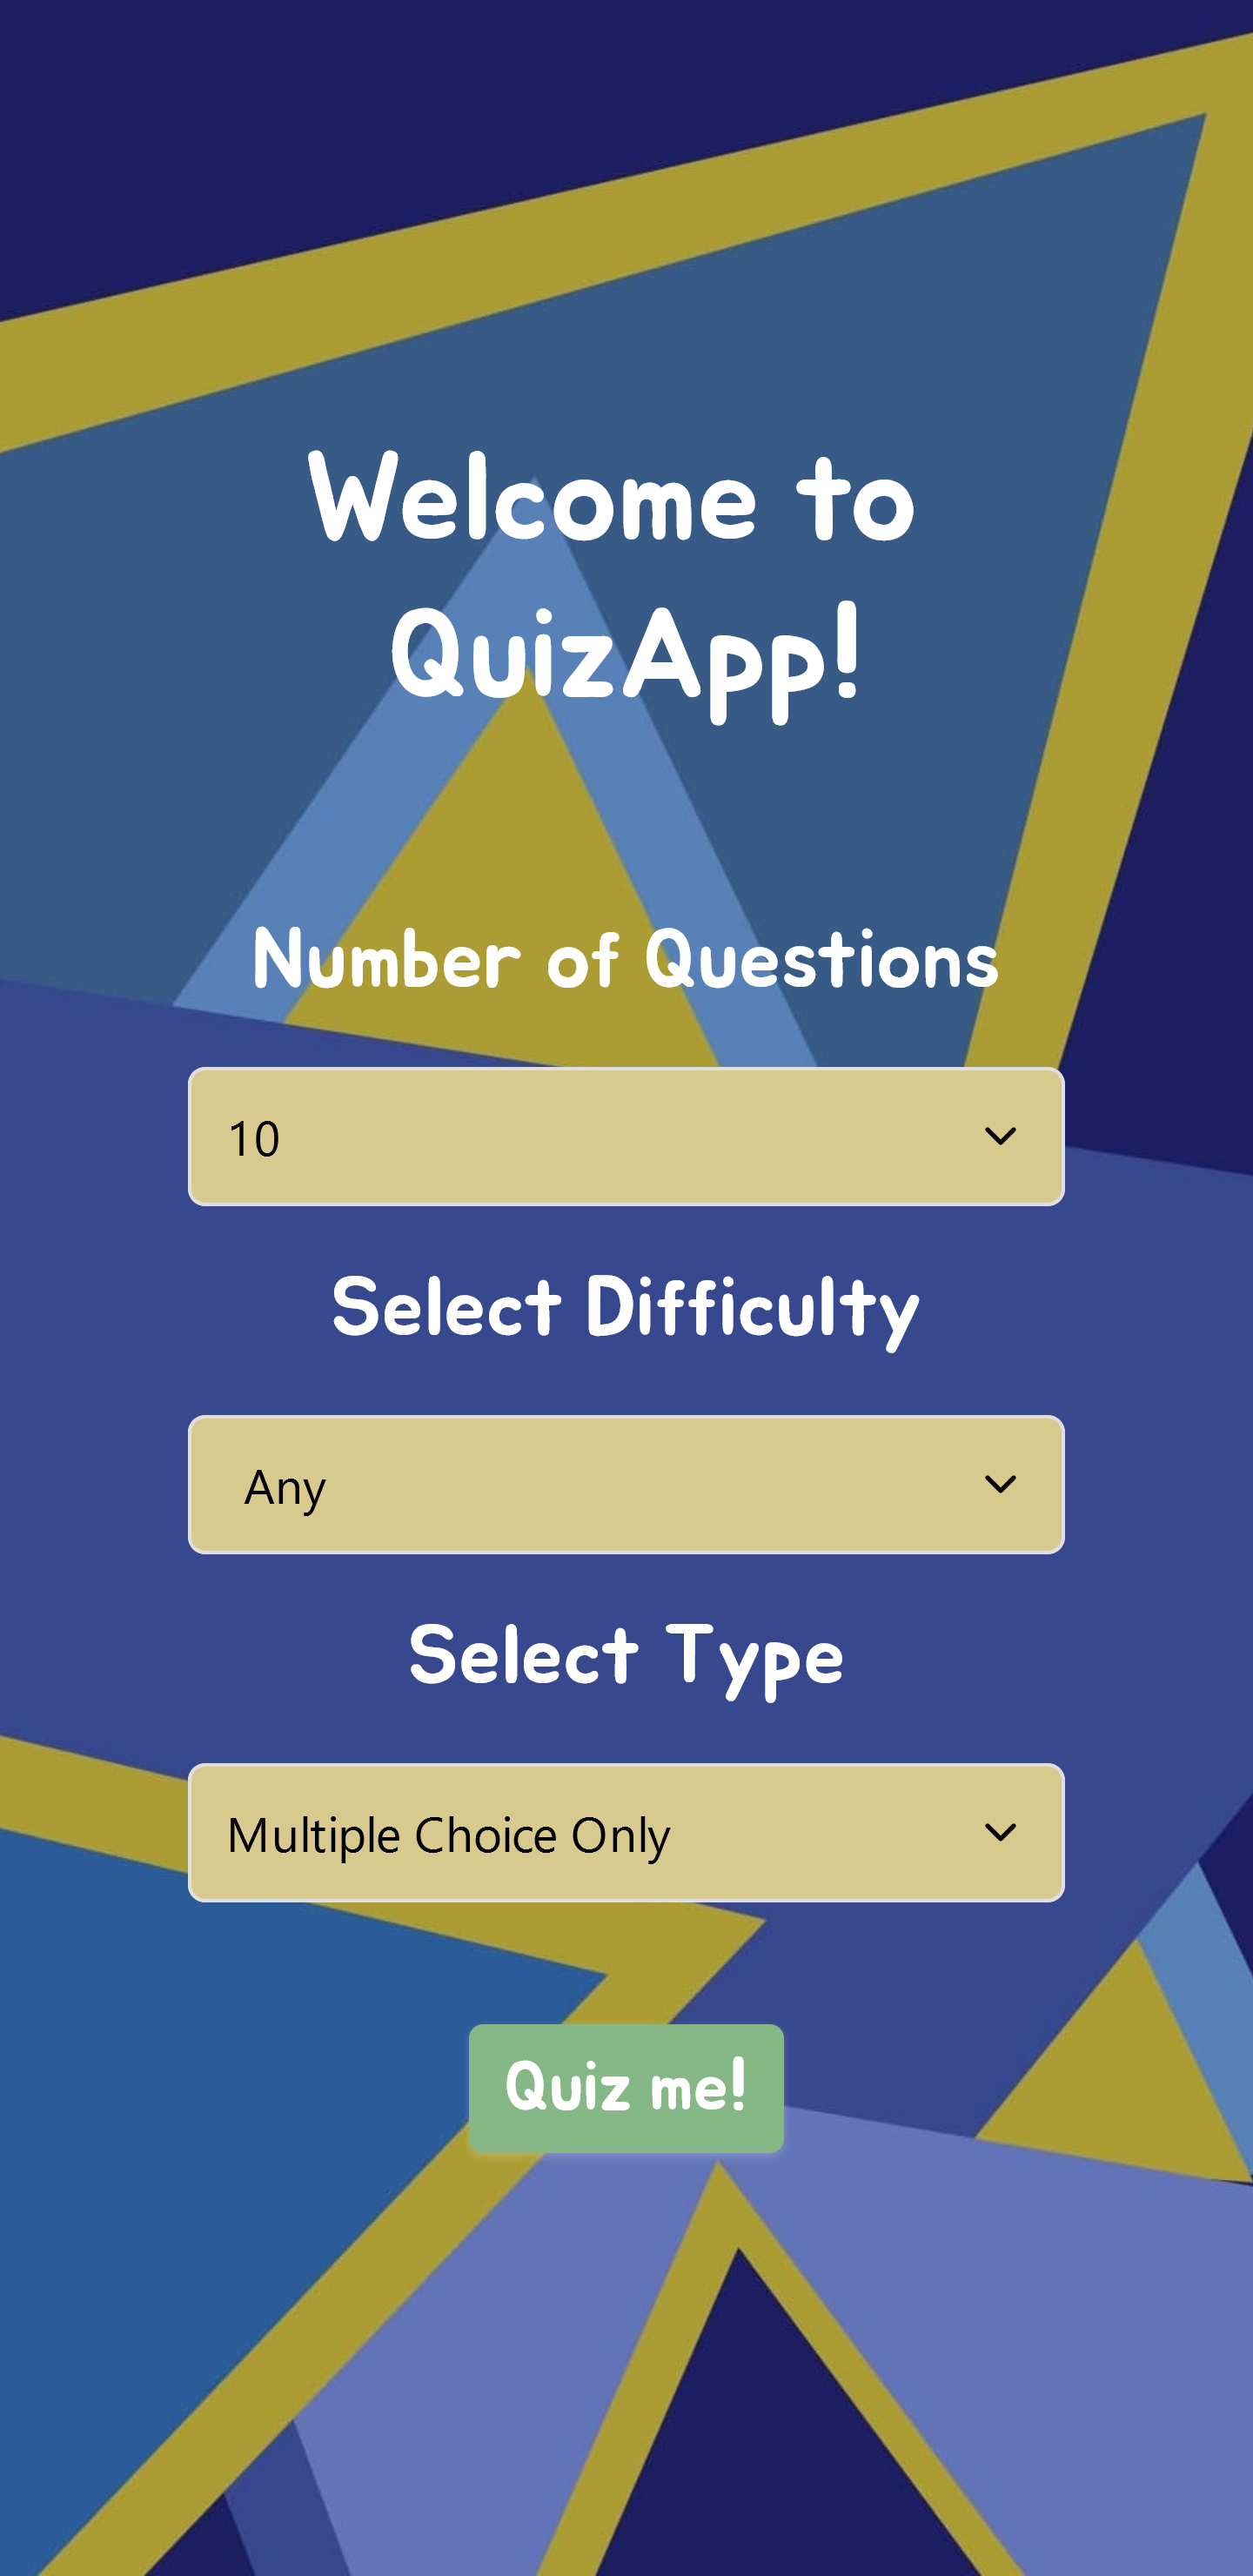 Welcome to
QuizApp!
Number of Questions
10
Select Difficulty
Any
Select Type
Multiple Choice Only
Quiz me!